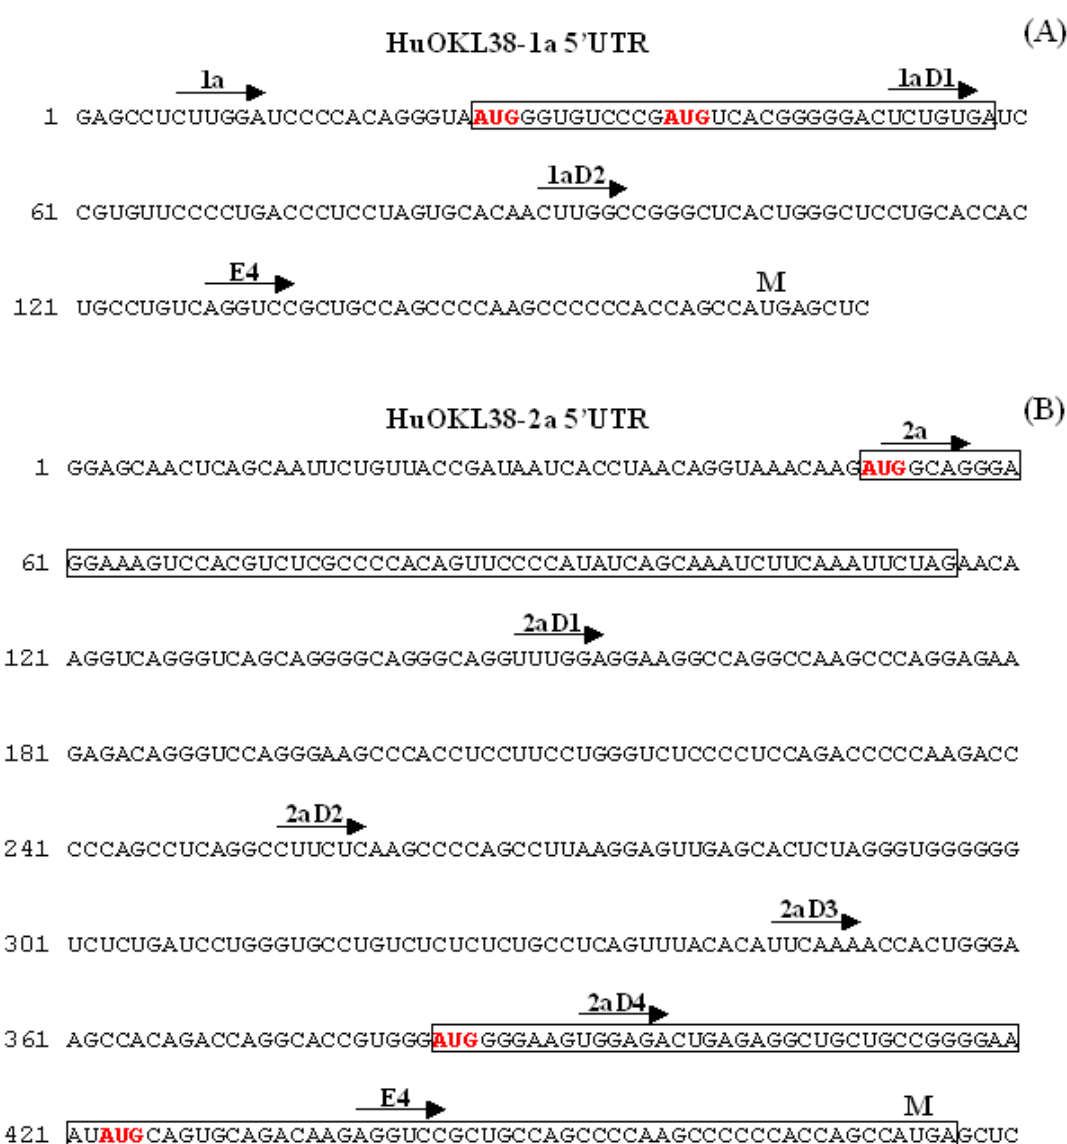 (A)
HuOKL38-1a 5’UTR
1a 1aD1
1 GAGCCUCUUGGAUCCCCACAGGGUAAUGGGUGUCCCGAUGUCACGGGGGACUCUGUGAUC
1aD2
61 CGUGUUCCCCUGACCCUCCUAGUGCACAACUUGGCCGGGCUCACUGGGCUCCUGCACCAC
E4 M
121 UGCCUGUCAGGUCCGCUGCCAGCCCCAAGCCCCCCACCAGCCAUGAGCUC
(B)
HuOKL38-2a 5’UTR
2a
1 GGAGCAACUCAGCAAUUCUGUUACCGAUAAUCACCUAACAGGUAAACAAGAUGGCAGGGA
61 GGAAAGUCCACGUCUCGCCCCACAGUUCCCCAUAUCAGCAAAUCUUCAAAUUCUAGAACA
2aD1
121 AGGUCAGGGUCAGCAGGGGCAGGGCAGGUUUGGAGGAAGGCCAGGCCAAGCCCAGGAGAA
181 GAGACAGGGUCCAGGGAAGCCCACCUCCUUCCUGGGUCUCCCCUCCAGACCCCCAAGACC
2aD2
241 CCCAGCCUCAGGCCUUCUCAAGCCCCAGCCUUAAGGAGUUGAGCACUCUAGGGUGGGGGG
2aD3
301 UCUCUGAUCCUGGGUGCCUGUCUCUCUCUGCCUCAGUUUACACAUUCAAAACCACUGGGA
2aD4
361 AGCCACAGACCAGGCACCGUGGGAUGGGGAAGUGGAGACUGAGAGGCUGCUGCCGGGGAA
E4 M
421 AUAUGCAGUGCAGACAAGAGGUCCGCUGCCAGCCCCAAGCCCCCCACCAGCCAUGAGCUC